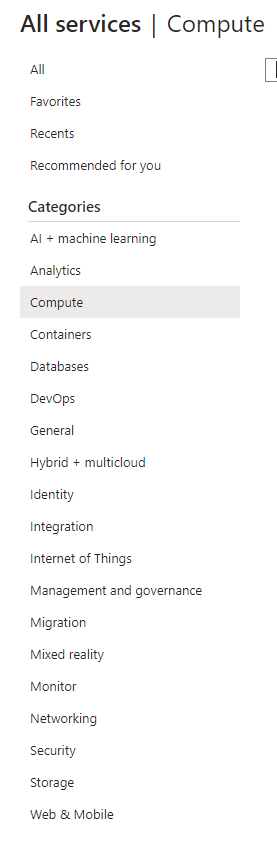 All services | Compute
All
Favorites
Recents
Recommended for you
Categories
AI + machine learning
Analytics
Compute
Containers
Databases
DevOps
General
Hybrid + multicloud
Identity
Integration
Internet of Things
Management and governance
Migration
Mixed reality
Monitor
Networking
Security
Storage
Web & Mobile